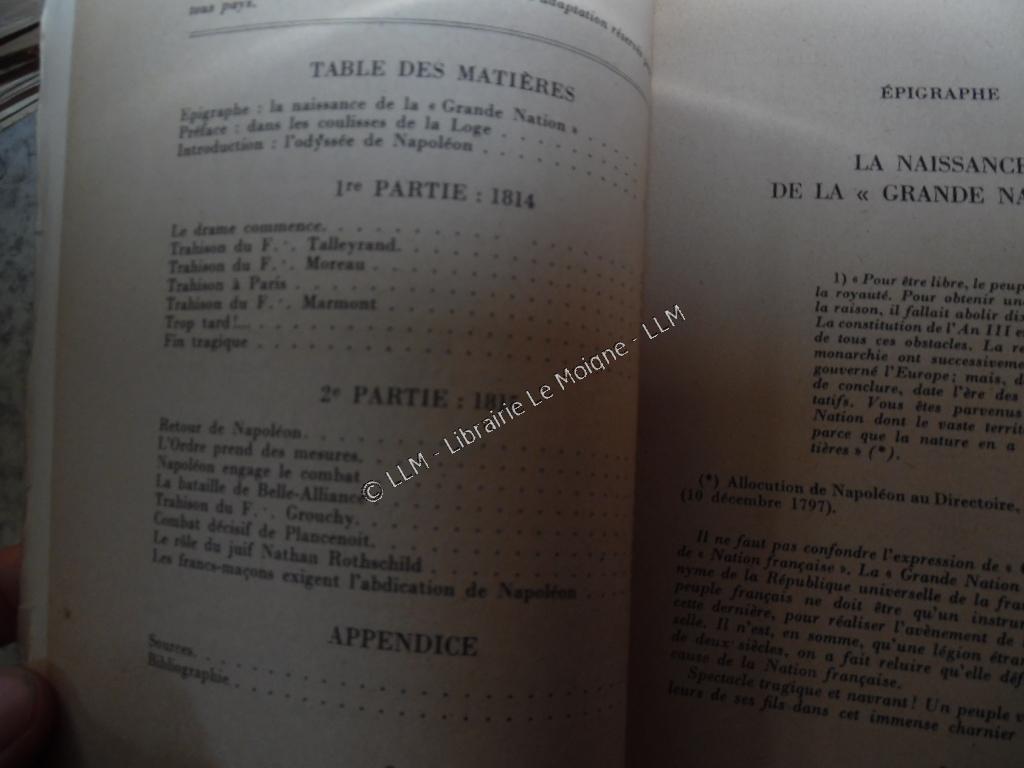 tous pays. adaptation réservés
TABLE DES MATIÈRES
Epigraphe : la naissance de la « Grande Nation »
Préface : dans les coulisses de la Loge
Introduction : l'odyssée de Napoléon
1re PARTIE : 1814
Le drame commence.
Trahison du F.·. Talleyrand.
Trahison du F.·. Moreau
Trahison à Paris
Trahison du F.·. Marmont
Trop tard!...
Fin tragique
2e PARTIE : 1815
Retour de Napoléon.
L'Ordre prend des mesures.
Napoléon engage le combat
La bataille de Belle-Alliance
Trahison du F.·. Grouchy.
Combat décisif de Plancenoit.
Le rôle du juif Nathan Rothschild
Les francs-maçons exigent l'abdication de Napoléon
APPENDICE
Sources.
Bibliographie.
ÉPIGRAPHE
LA NAISSANCE
DE LA « GRANDE NA
1) « Pour être libre, le peup
la royauté. Pour obtenir une
la raison, il fallait abolir dix
La constitution de l'An III e
de tous ces obstacles. La re
monarchie ont successiveme
gouverné l'Europe; mais, d
de conclure, date l'ère des
tatifs. Vous êtes parvenus
Nation dont le vaste territ
parce que la nature en a
tières » (*).
(*) Allocution de Napoléon au Directoire,
(10 décembre 1797).
Il ne faut pas confondre l'expression de « G
de « Nation française ». La « Grande Nation
nyme de la République universelle de la fran
peuple français ne doit être qu'un instrum
cette dernière, pour réaliser l'avènement de
selle. Il n'est, en somme, qu'une légion étran
de deux siècles, on a fait reluire qu'elle déf
cause de la Nation française.
Spectacle tragique et navrant! Un peuple v
leurs de ses fils dans cet immense charnier
© LLM - Librairie Le Moigne - LLM